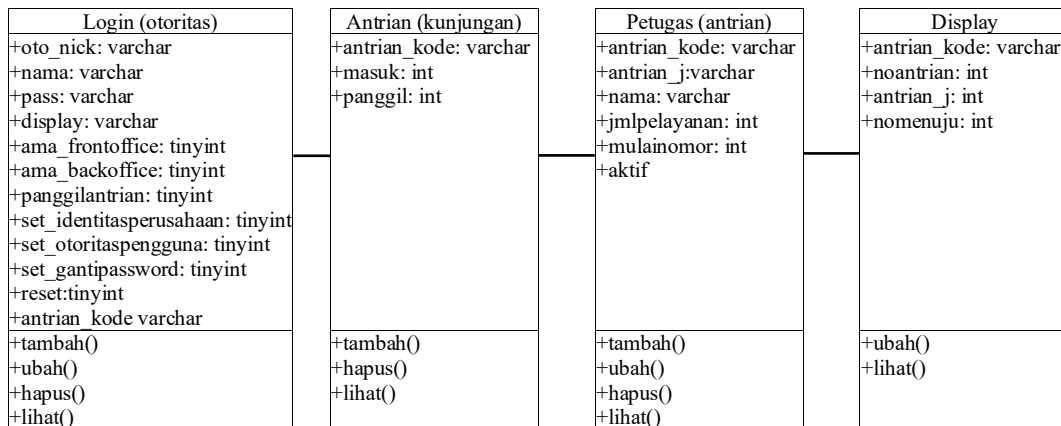 Login (otoritas)
+oto_nick: varchar
+nama: varchar
+pass: varchar
+display: varchar
+ama_frontoffice: tinyint
+ama_backoffice: tinyint
+panggilantrian: tinyint
+set_identitasperusahaan: tinyint
+set_otoritaspengguna: tinyint
+set_gantipassword: tinyint
+reset:tinyint
+antrian_kode varchar
+tambah()
+ubah()
+hapus()
+lihat()
Antrian (kunjungan)
+antrian_kode: varchar
+masuk: int
+panggil: int
+tambah()
+hapus()
+lihat()
Petugas (antrian)
+antrian_kode: varchar
+antrian_j:varchar
+nama: varchar
+jmlpelayanan: int
+mulainomor: int
+aktif
+tambah()
+ubah()
+hapus()
+lihat()
Display
+antrian_kode: varchar
+noantrian: int
+antrian_j: int
+nomenuju: int
+ubah()
+lihat()